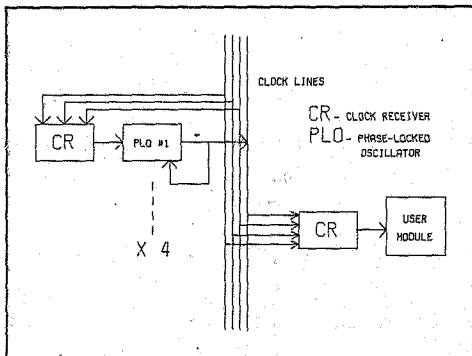 CLOCK LINES
CR - CLOCK RECEIVER
PLO - PHASE-LOCKED
OSCILLATOR
CR
PLO #1
X 4
CR
USER
MODULE